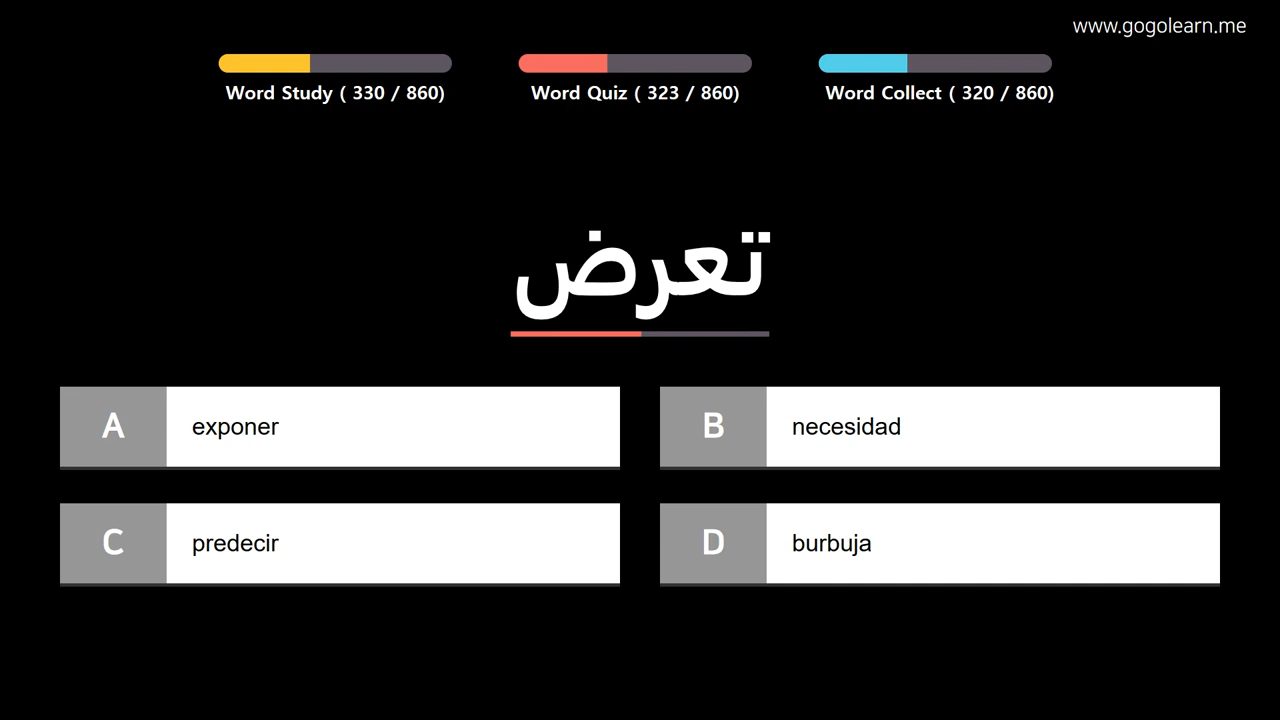 www.gogolearn.me
Word Study ( 330 / 860)
Word Quiz ( 323 / 860)
Word Collect ( 320 / 860)
تعرض
A
exponer
B
necesidad
C
predecir
D
burbuja